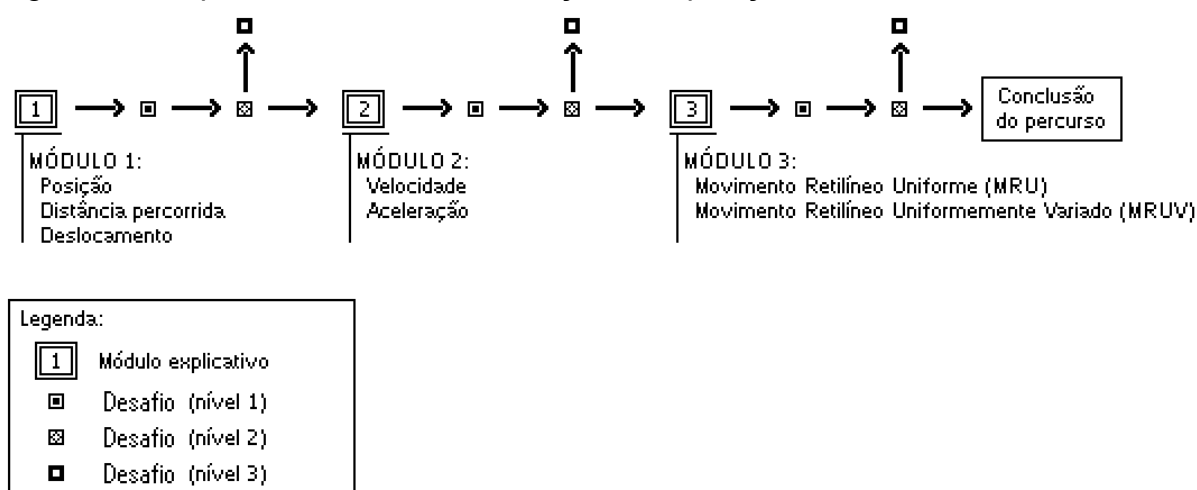 1
2
3
Conclusão
do percurso
MÓDULO 1:
Posição
Distância percorrida
Deslocamento
MÓDULO 2:
Velocidade
Aceleração
MÓDULO 3:
Movimento Retilíneo Uniforme (MRU)
Movimento Retilíneo Uniformemente Variado (MRUV)
Legenda:
1 Módulo explicativo
Desafio (nível 1)
Desafio (nível 2)
Desafio (nível 3)